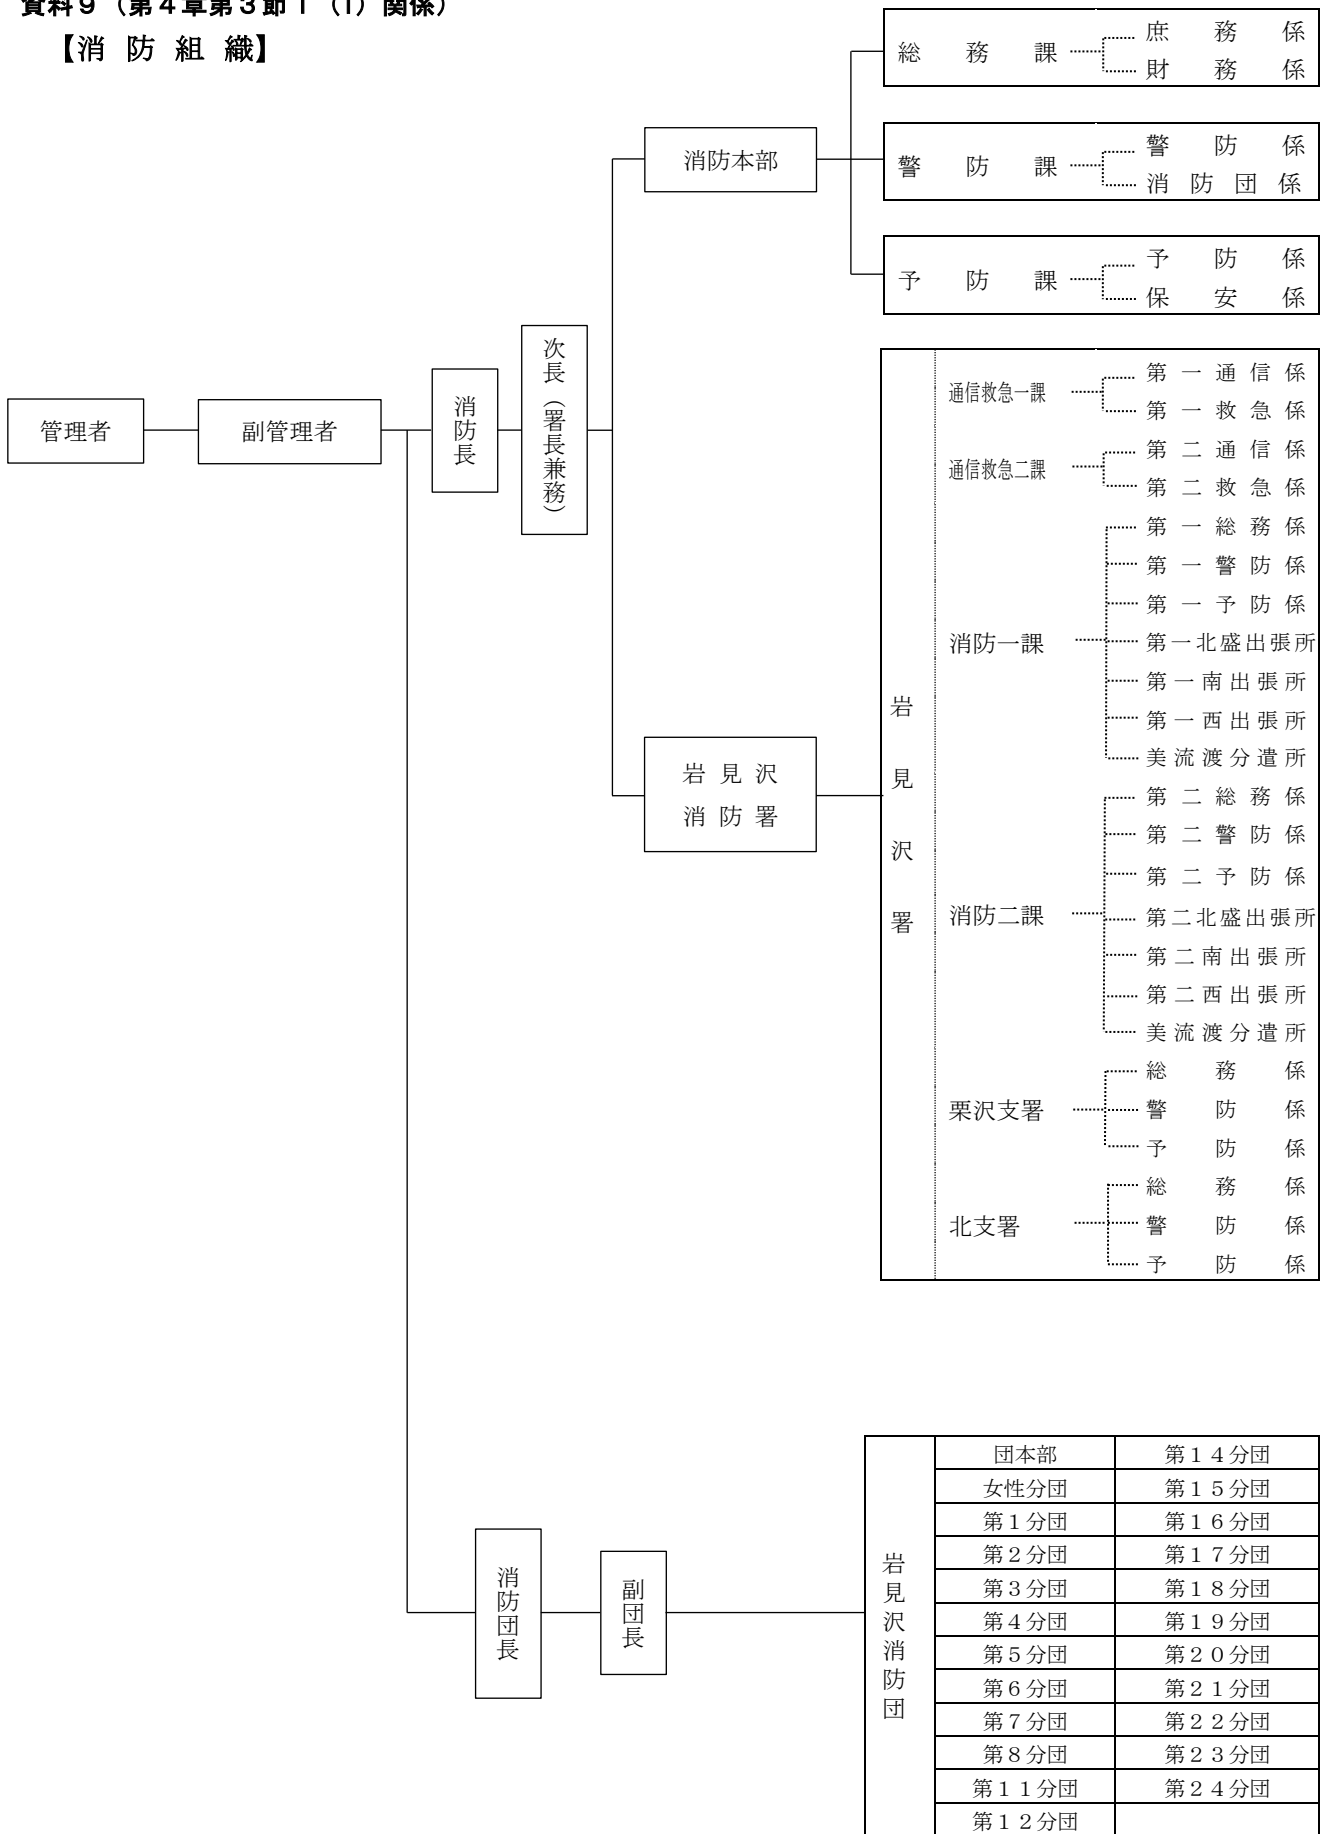 資料９（第４章第３節１（1）関係）
【消 防 組 織】
管理者
副管理者
消防長
次長（署長兼務）
消防本部
総 務 課
庶 務 係
財 務 係
警 防 課
警 防 係
消 防 団 係
予 防 課
予 防 係
保 安 係
岩 見 沢
消 防 署
岩見沢署
通信救急一課
第 一 通 信 係
第 一 救 急 係
通信救急二課
第 二 通 信 係
第 二 救 急 係
消防一課
第 一 総 務 係
第 一 警 防 係
第 一 予 防 係
第一北盛出張所
第 一 南 出 張 所
第 一 西 出 張 所
美 流 渡 分 遣 所
消防二課
第 二 総 務 係
第 二 警 防 係
第 二 予 防 係
第二北盛出張所
第 二 南 出 張 所
第 二 西 出 張 所
美 流 渡 分 遣 所
栗沢支署
総 務 係
警 防 係
予 防 係
北支署
総 務 係
警 防 係
予 防 係
消防団長
副団長
岩見沢消防団
団本部 第１４分団
女性分団 第１５分団
第１分団 第１６分団
第２分団 第１７分団
第３分団 第１８分団
第４分団 第１９分団
第５分団 第２０分団
第６分団 第２１分団
第７分団 第２２分団
第８分団 第２３分団
第１１分団 第２４分団
第１２分団